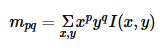 m_{pq} = \sum_{x,y} x^p y^q I(x, y)